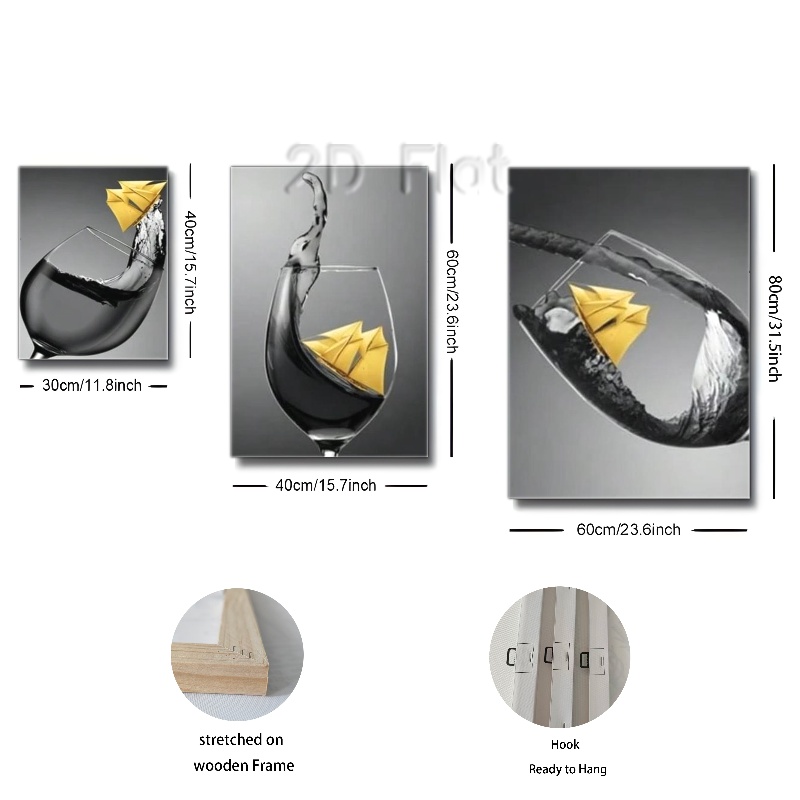 2D Flat
40cm/15.7inch
30cm/11.8inch
60cm/23.6inch
40cm/15.7inch
80cm/31.5inch
60cm/23.6inch
stretched on
wooden Frame
Hook
Ready to Hang